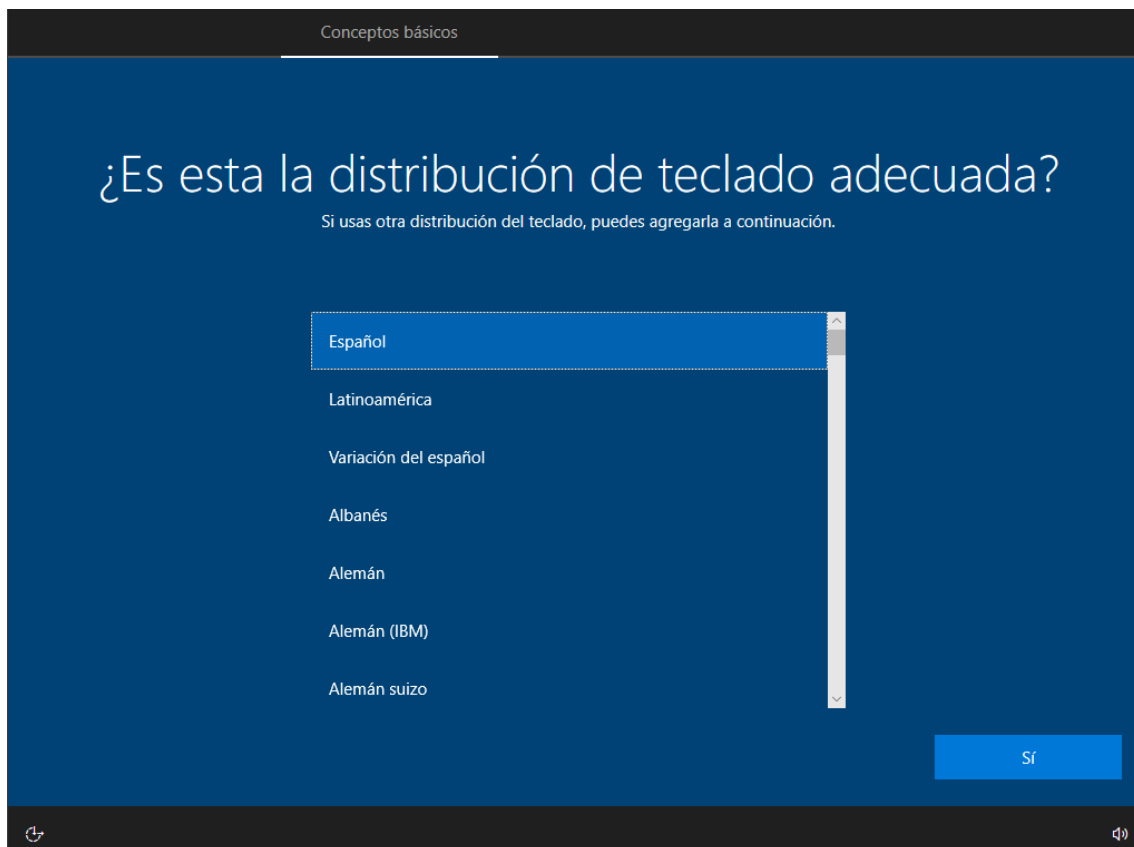 Conceptos básicos
¿Es esta la distribución de teclado adecuada?
Si usas otra distribución del teclado, puedes agregarla a continuación.
Español
Latinoamérica
Variación del español
Albanés
Alemán
Alemán (IBM)
Alemán suizo
Sí